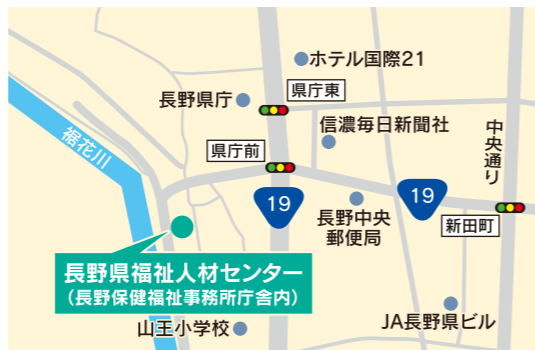 ホテル国際21
長野県庁
県庁東
信濃毎日新聞社
中央通り
裾花川
県庁前
19
19
長野中央
郵便局
新田町
長野県福祉人材センター
(長野保健福祉事務所庁舎内)
山王小学校
JA長野県ビル